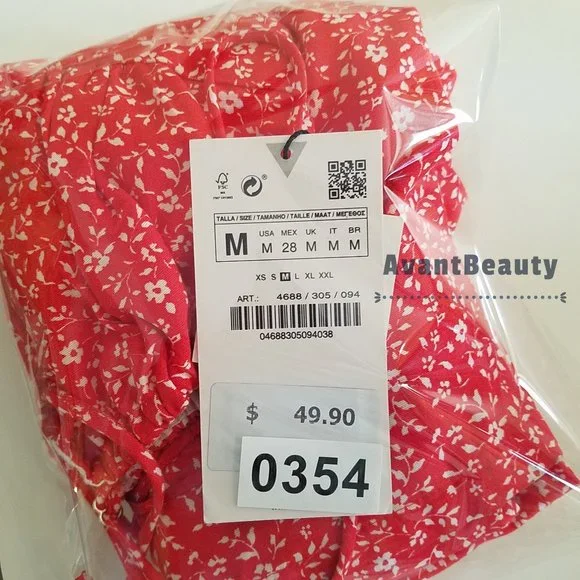 FSC
TALLA / SIZE / TAMANHO / TAILLE / MAAT / ΜΕΓΕΘΟΣ
M
USA MEX UK IT BR
M 28 M M M
XS S M L XL XXL
AvantBeauty
ART.: 4688 / 305 / 094
04688305094038
$ 49.90
0354